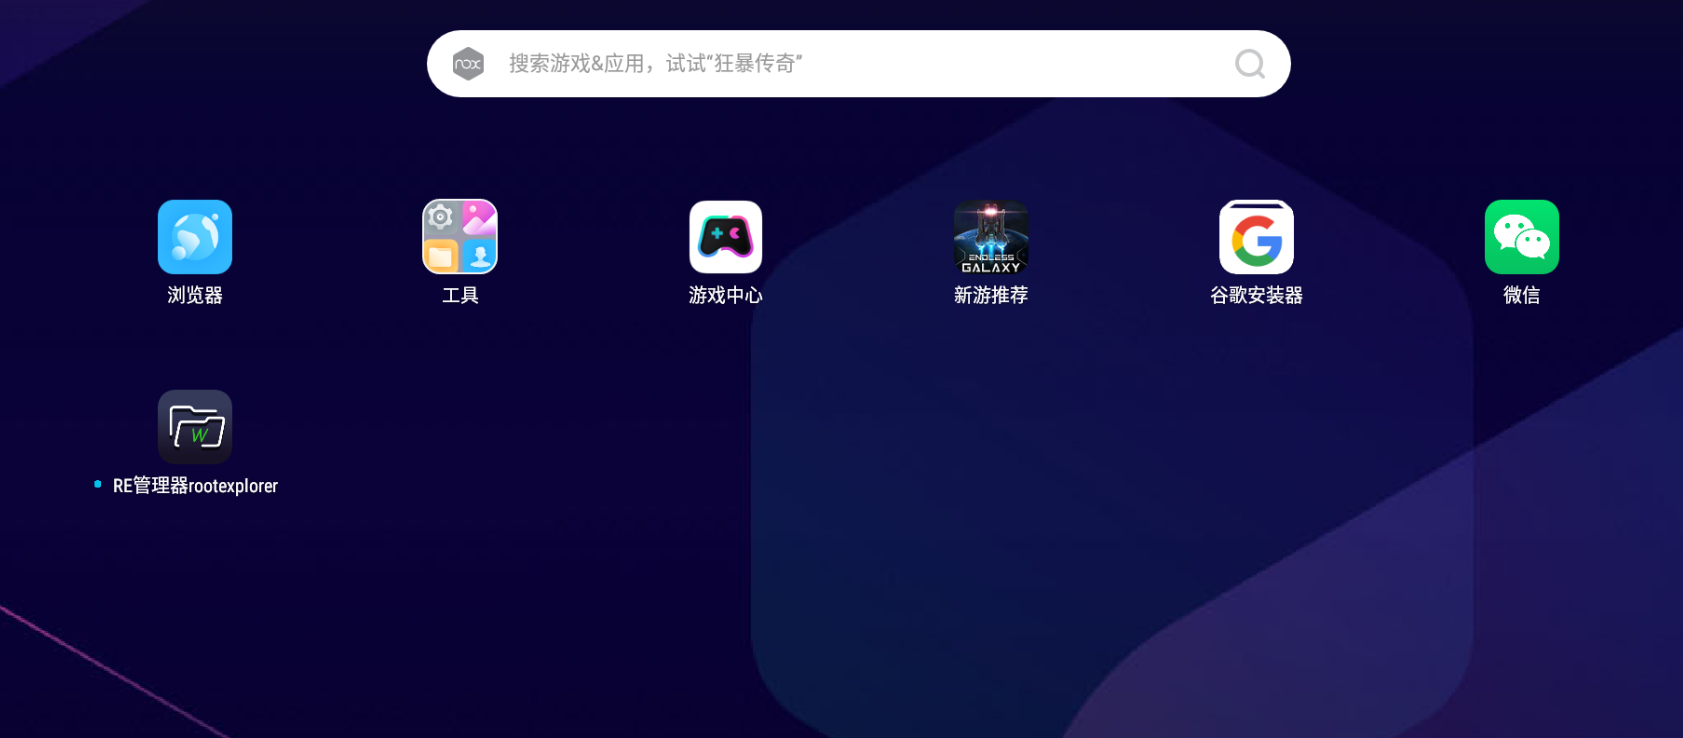 nox 搜索游戏&应用，试试“狂暴传奇”
ENDLESS
GALAXY
浏览器 工具 游戏中心 新游推荐 谷歌安装器 微信
W
RE管理器rootexplorer